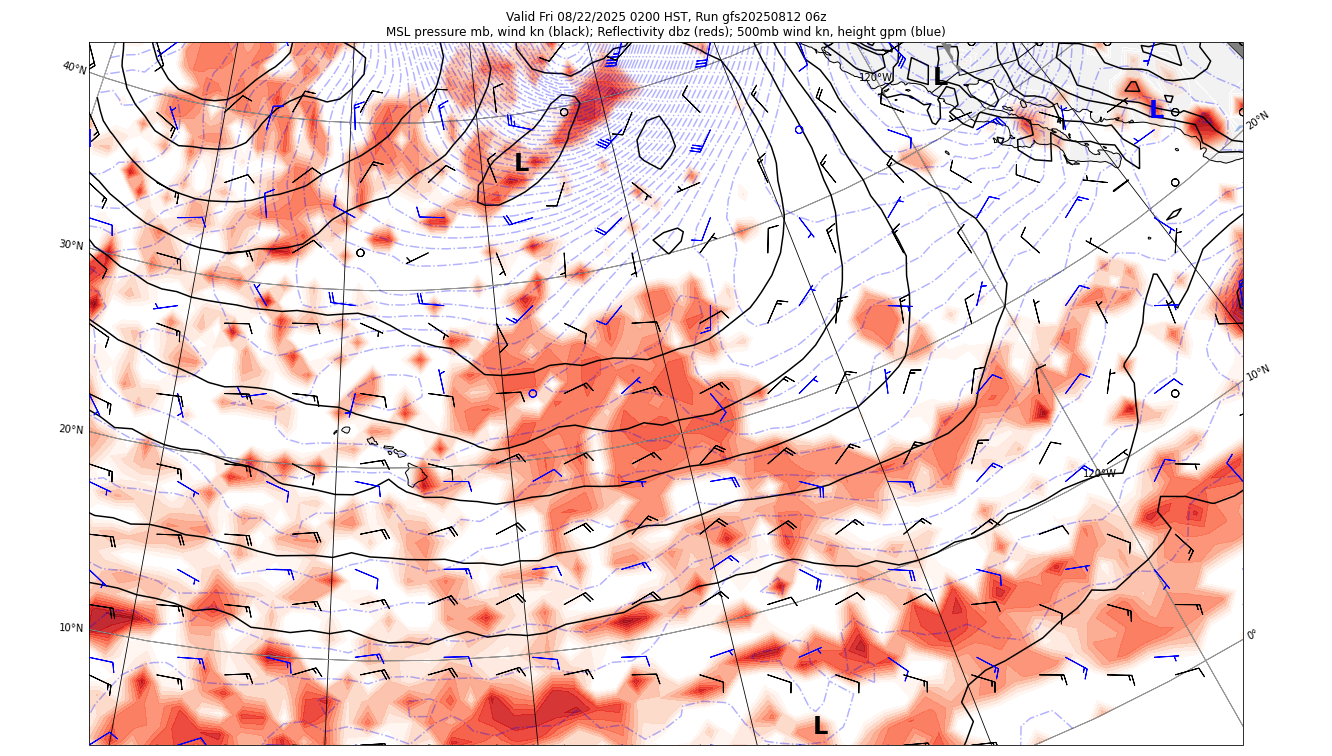 Valid Fri 08/22/2025 0200 HST, Run gfs20250812 06z
MSL pressure mb, wind kn (black); Reflectivity dbz (reds); 500mb wind kn, height gpm (blue)
40°N
120°W
L
L
20°N
L
30°N
10°N
20°N
120°W
10°N
0°
L